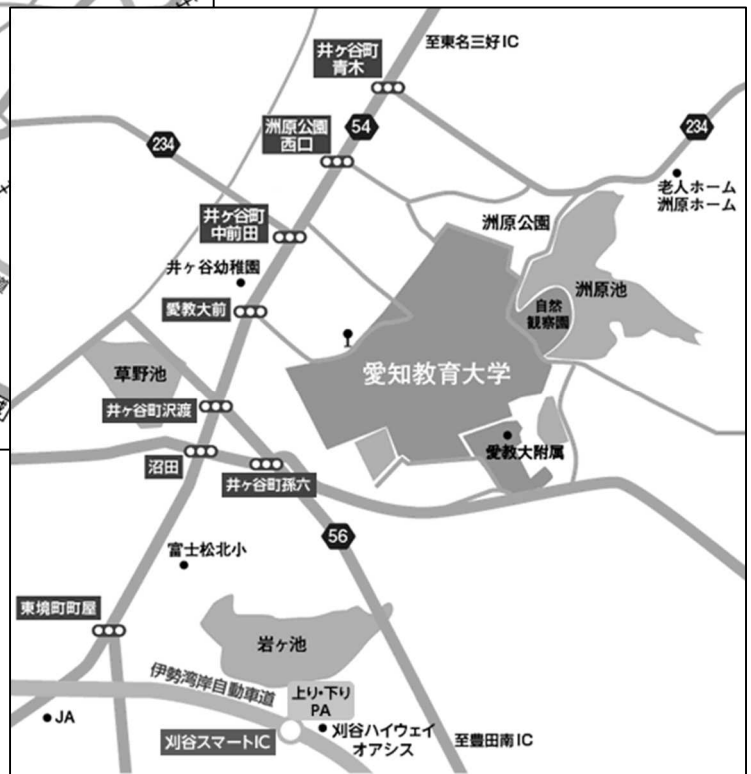 至東名三好IC
井ヶ谷町
青木
54
洲原公園
西口
234
234
老人ホーム
洲原ホーム
洲原公園
井ヶ谷町
中前田
井ヶ谷幼稚園
洲原池
自然
観察園
愛教大前
草野池
愛知教育大学
井ヶ谷町沢渡
愛教大附属
沼田
井ヶ谷町孫六
56
富士松北小
東境町町屋
岩ヶ池
伊勢湾岸自動車道
上り・下り
PA
JA
刈谷スマートIC
刈谷ハイウェイ
オアシス
至豊田南IC